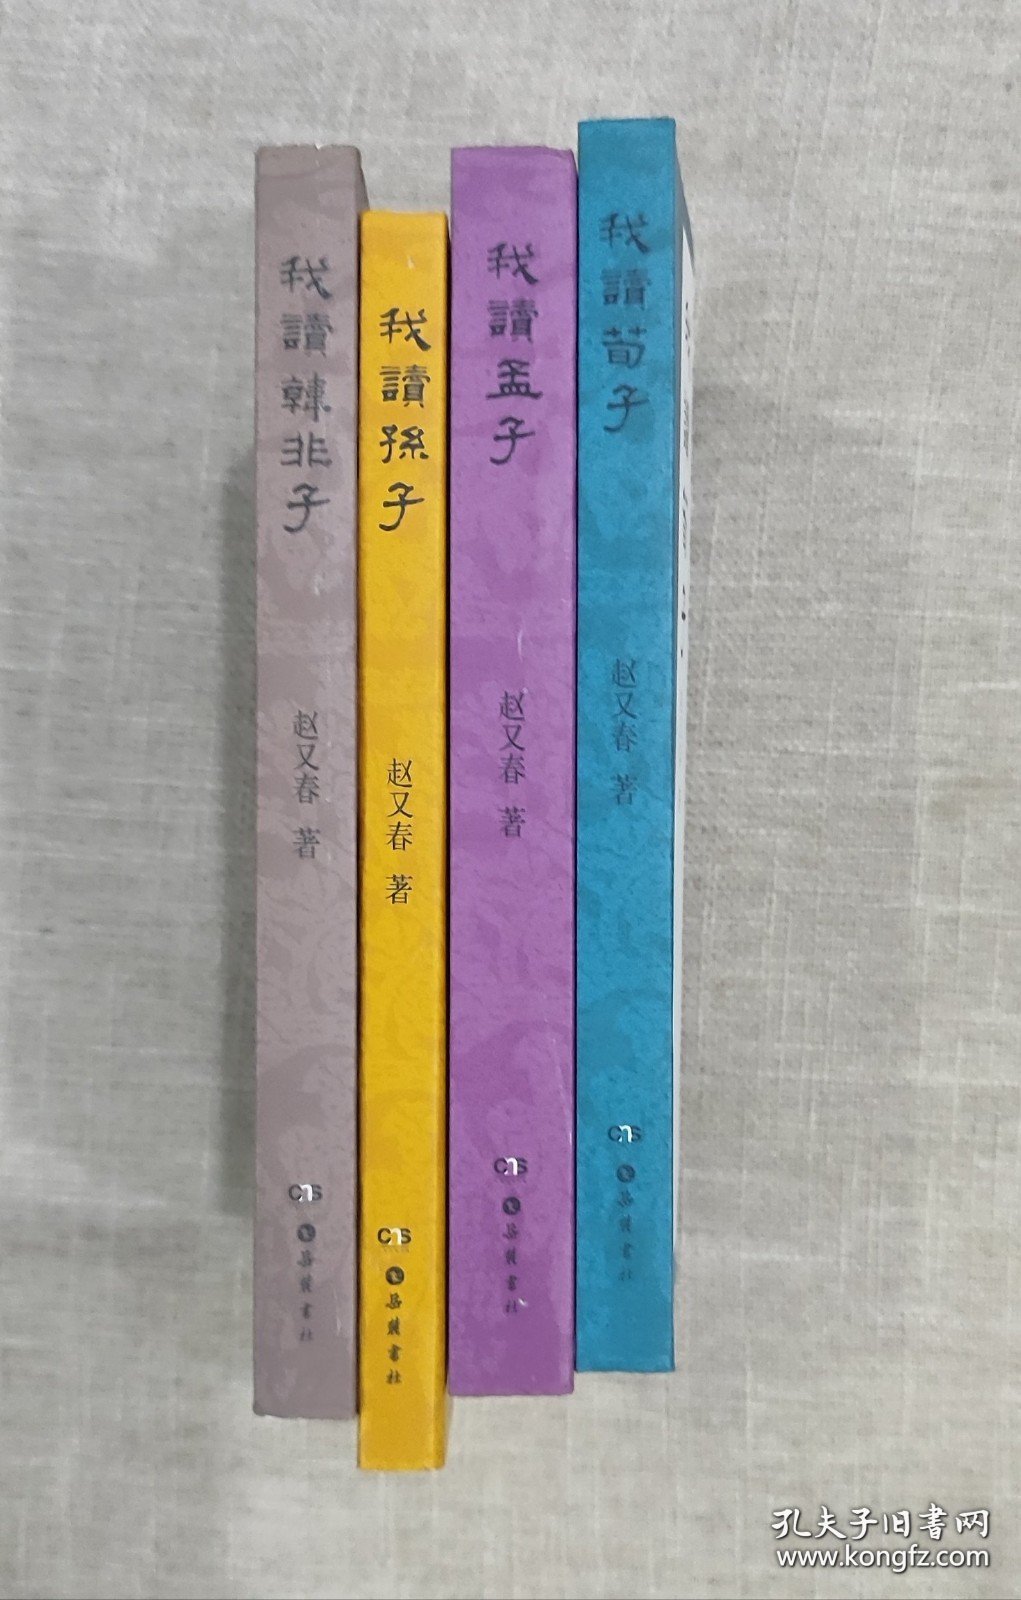 我讀韓非子
赵又春 著
CNS
岳麓書社
我讀孫子
赵又春 著
CNS
岳麓書社
我讀孟子
赵又春 著
CNS
岳麓書社
我讀荀子
赵又春 著
CNS
岳麓書社
孔夫子旧書网
www.kongfz.com